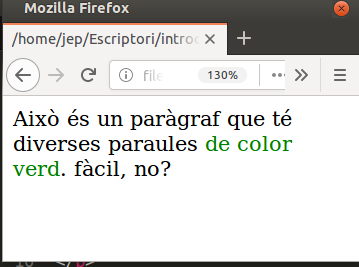 Mozilla Firefox
/home/jep/Escriptori/introd
file
130%
Això és un paràgraf que té
diverses paraules de color
verd. fàcil, no?